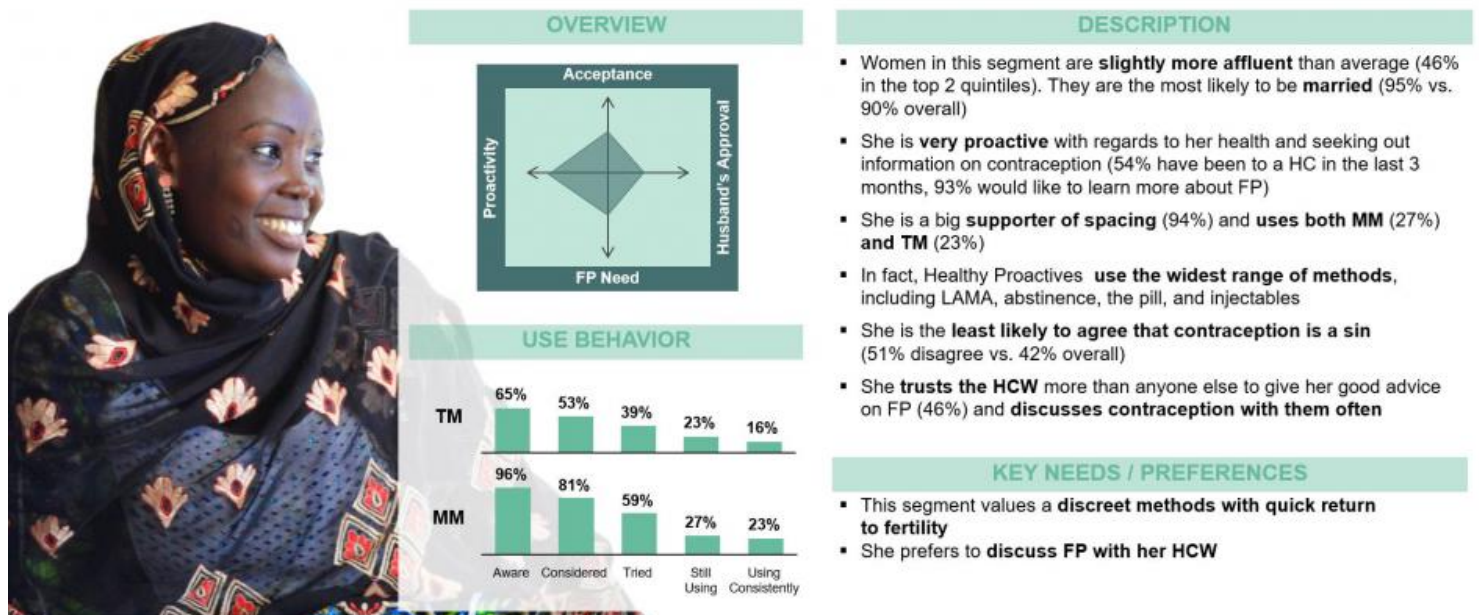 OVERVIEW
Acceptance
Proactivity
Husband's Approval
FP Need
USE BEHAVIOR
TM
65%
53%
39%
23%
16%
MM
96%
81%
59%
27%
23%
Aware
Considered
Tried
Still
Using
Using
Consistently
DESCRIPTION
▪ Women in this segment are slightly more affluent than average (46%
in the top 2 quintiles). They are the most likely to be married (95% vs.
90% overall)
▪ She is very proactive with regards to her health and seeking out
information on contraception (54% have been to a HC in the last 3
months, 93% would like to learn more about FP)
▪ She is a big supporter of spacing (94%) and uses both MM (27%)
and TM (23%)
▪ In fact, Healthy Proactives use the widest range of methods,
including LAMA, abstinence, the pill, and injectables
▪ She is the least likely to agree that contraception is a sin
(51% disagree vs. 42% overall)
▪ She trusts the HCW more than anyone else to give her good advice
on FP (46%) and discusses contraception with them often
KEY NEEDS / PREFERENCES
▪ This segment values a discreet methods with quick return
to fertility
▪ She prefers to discuss FP with her HCW